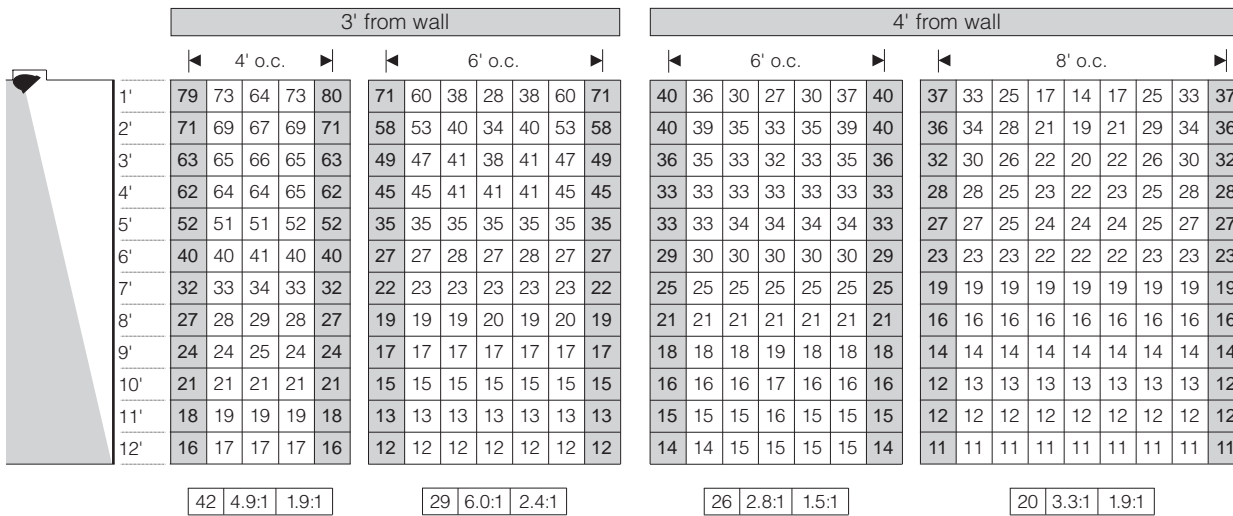 3' from wall 4' from wall
4' o.c. 6' o.c. 6' o.c. 8' o.c.
1' 79 73 64 73 80 71 60 38 28 38 60 71 40 36 30 27 30 37 40 37 33 25 17 14 17 25 33 37
2' 71 69 67 69 71 58 53 40 34 40 53 58 40 39 35 33 35 39 40 36 34 28 21 19 21 29 34 36
3' 63 65 66 65 63 49 47 41 38 41 47 49 36 35 33 32 33 35 36 32 30 26 22 20 22 26 30 32
4' 62 64 64 65 62 45 45 41 41 41 45 45 33 33 33 33 33 33 33 28 28 25 23 22 23 25 28 28
5' 52 51 51 52 52 35 35 35 35 35 35 35 33 33 34 34 34 34 33 27 27 25 24 24 24 25 27 27
6' 40 40 41 40 40 27 27 28 27 28 27 27 29 30 30 30 30 30 29 23 23 23 22 22 22 23 23 23
7' 32 33 34 33 32 22 23 23 23 23 23 22 25 25 25 25 25 25 25 19 19 19 19 19 19 19 19 19
8' 27 28 29 28 27 19 19 19 20 19 20 19 21 21 21 21 21 21 21 16 16 16 16 16 16 16 16 16
9' 24 24 25 24 24 17 17 17 17 17 17 17 18 18 18 19 18 18 18 14 14 14 14 14 14 14 14 14
10' 21 21 21 21 21 15 15 15 15 15 15 15 16 16 16 17 16 16 16 12 13 13 13 13 13 13 13 12
11' 18 19 19 19 18 13 13 13 13 13 13 13 15 15 15 16 15 15 15 12 12 12 12 12 12 12 12 12
12' 16 17 17 17 16 12 12 12 12 12 12 12 14 14 15 15 15 15 14 11 11 11 11 11 11 11 11 11
42 4.9:1 1.9:1 29 6.0:1 2.4:1 26 2.8:1 1.5:1 20 3.3:1 1.9:1